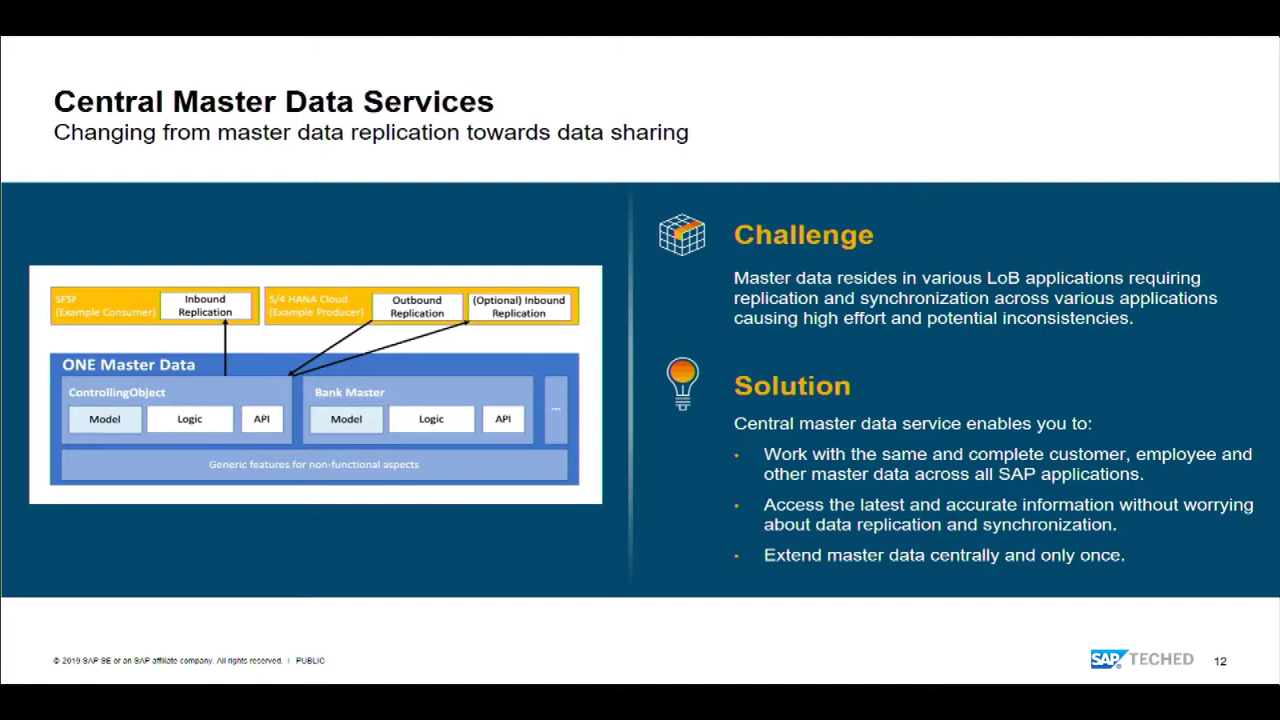 Central Master Data Services
Changing from master data replication towards data sharing
SFSF
(Example Consumer)
Inbound
Replication
S/4 HANA Cloud
(Example Producer)
Outbound
Replication
(Optional) Inbound
Replication
ONE Master Data
ControllingObject
Model
Logic
API
Bank Master
Model
Logic
API
...
Generic features for non-functional aspects
Challenge
Master data resides in various LoB applications requiring
replication and synchronization across various applications
causing high effort and potential inconsistencies.
Solution
Central master data service enables you to:
• Work with the same and complete customer, employee and
other master data across all SAP applications.
• Access the latest and accurate information without worrying
about data replication and synchronization.
• Extend master data centrally and only once.
© 2019 SAP SE or an SAP affiliate company. All rights reserved. | PUBLIC
SAP TECHED
12